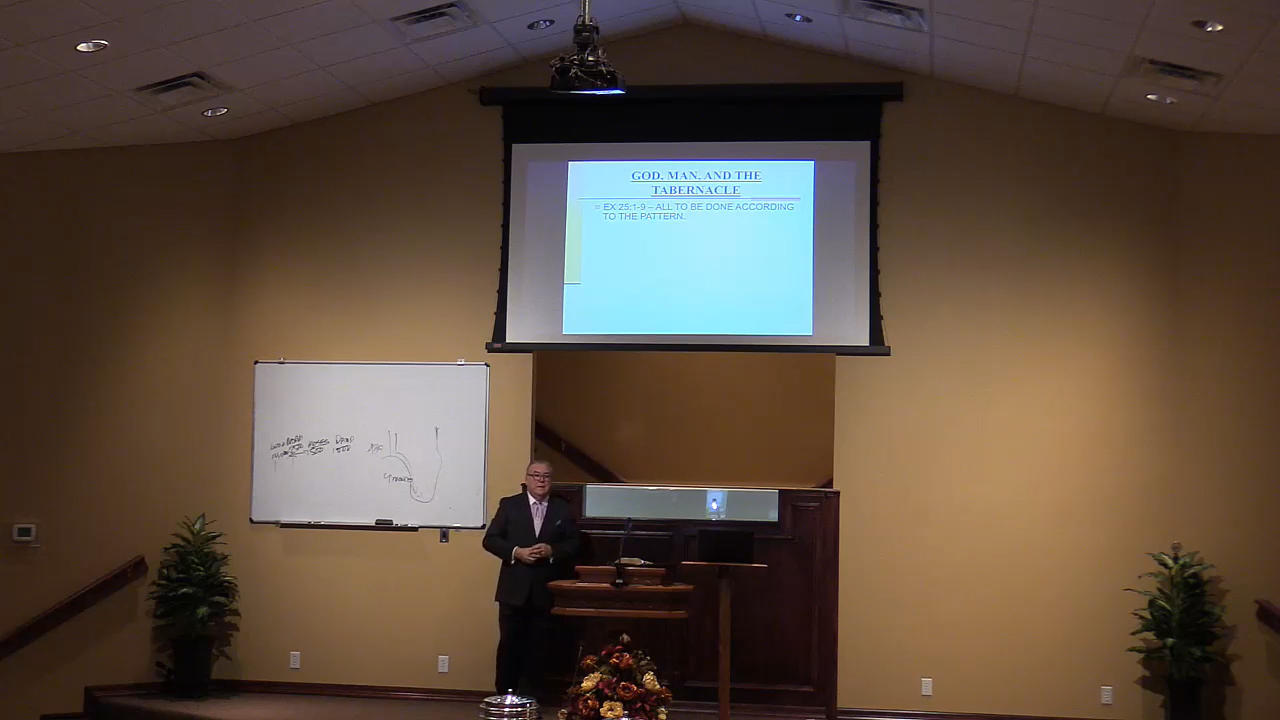 GOD, MAN, AND THE
TABERNACLE
EX 25:1-9 – ALL TO BE DONE ACCORDING
TO THE PATTERN.